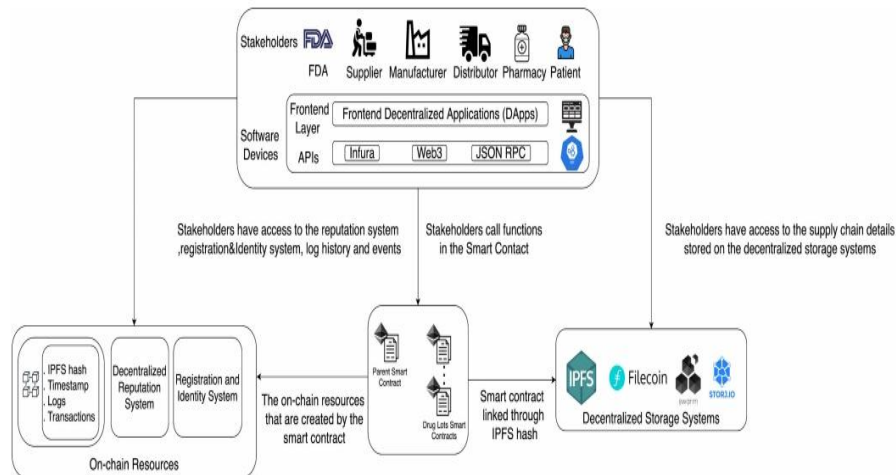 Stakeholders
FDA
FDA
Supplier
Manufacturer
Distributor
Pharmacy
Patient
Software
Devices
Frontend
Layer
Frontend Decentralized Applications (DApps)
APIs
Infura
Web3
JSON RPC
Stakeholders have access to the reputation system
,registration&Identity system, log history and events
Stakeholders call functions
in the Smart Contact
Stakeholders have access to the supply chain details
stored on the decentralized storage systems
. IPFS hash
. Timestamp
. Logs
. Transactions
Decentralized
Reputation
System
Registration and
Identity System
On-chain Resources
The on-chain resources
that are created by the
smart contract
Parent Smart
Contract
Drug Lots Smart
Contracts
Smart contract
linked through
IPFS hash
IPFS
Filecoin
swarm
STORJ.IO
Decentralized Storage Systems